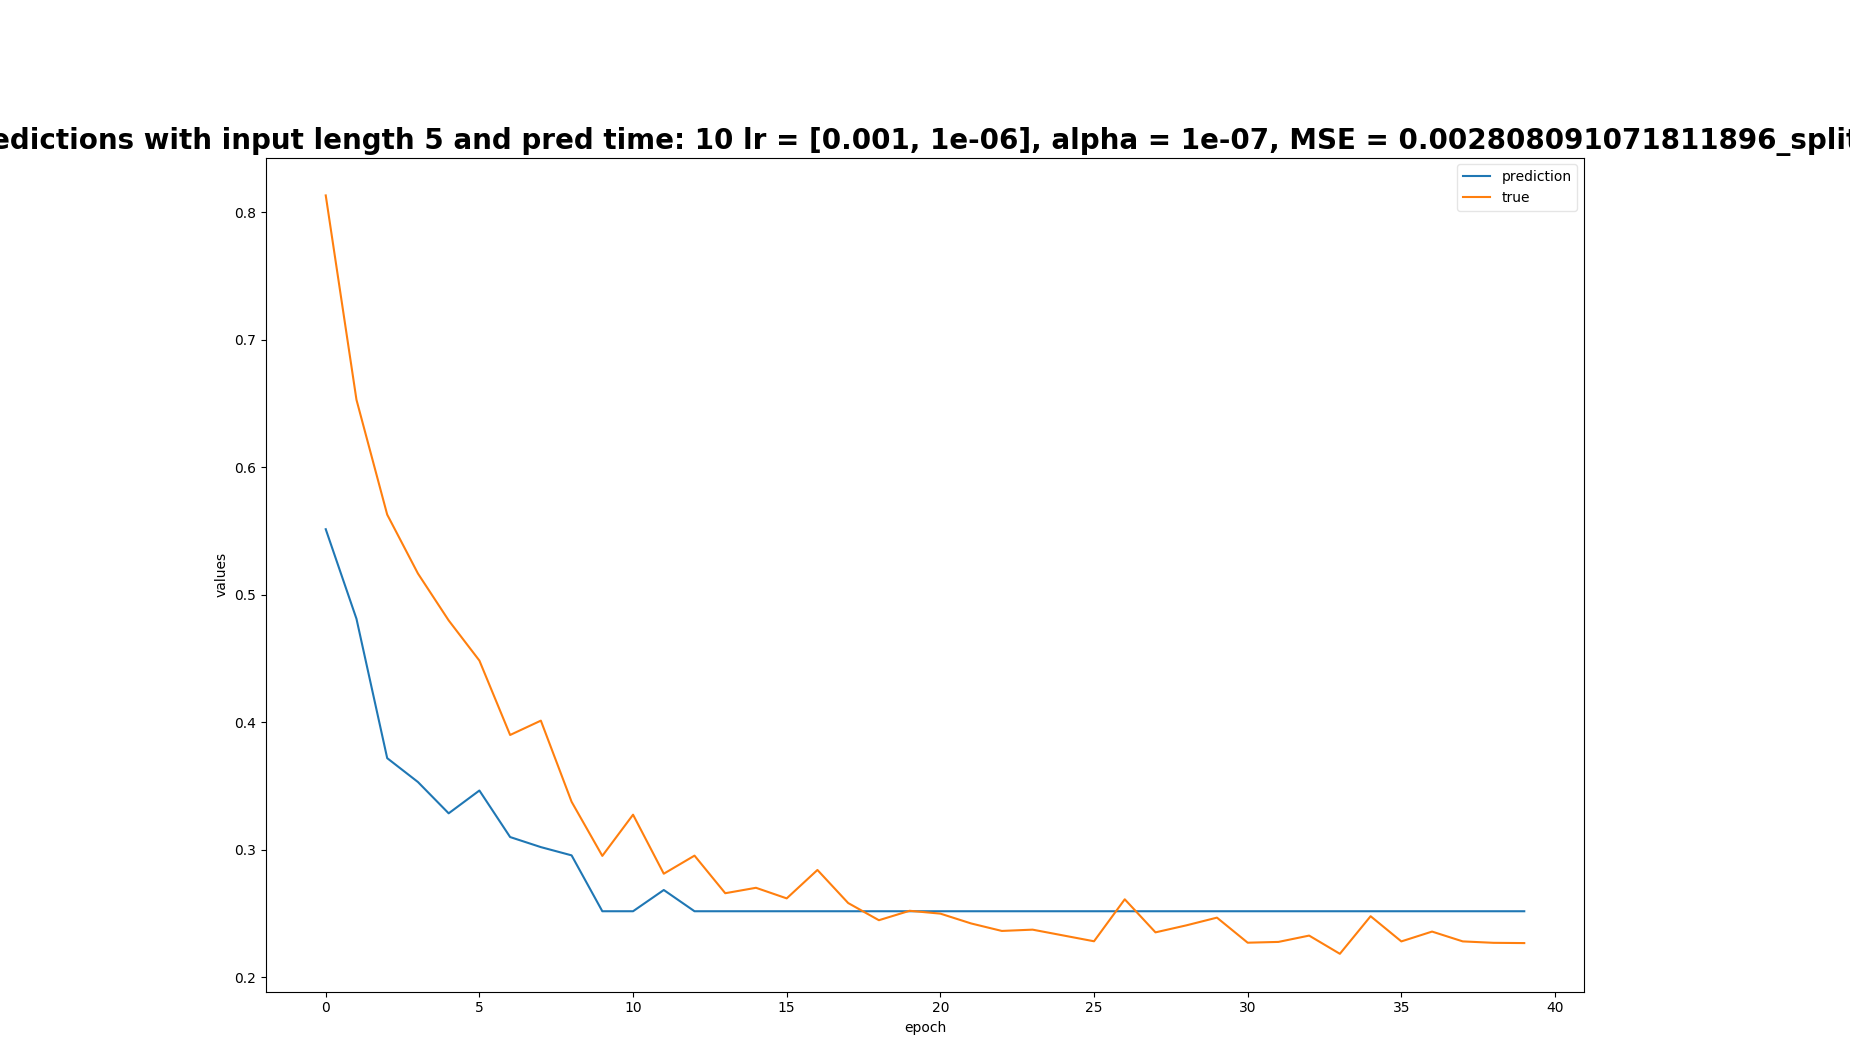 edictions with input length 5 and pred time: 10 lr = [0.001, 1e-06], alpha = 1e-07, MSE = 0.002808091071811896_split
prediction
true
0.8
0.7
0.6
0.5
0.4
0.3
0.2
values
0 5 10 15 20 25 30 35 40
epoch